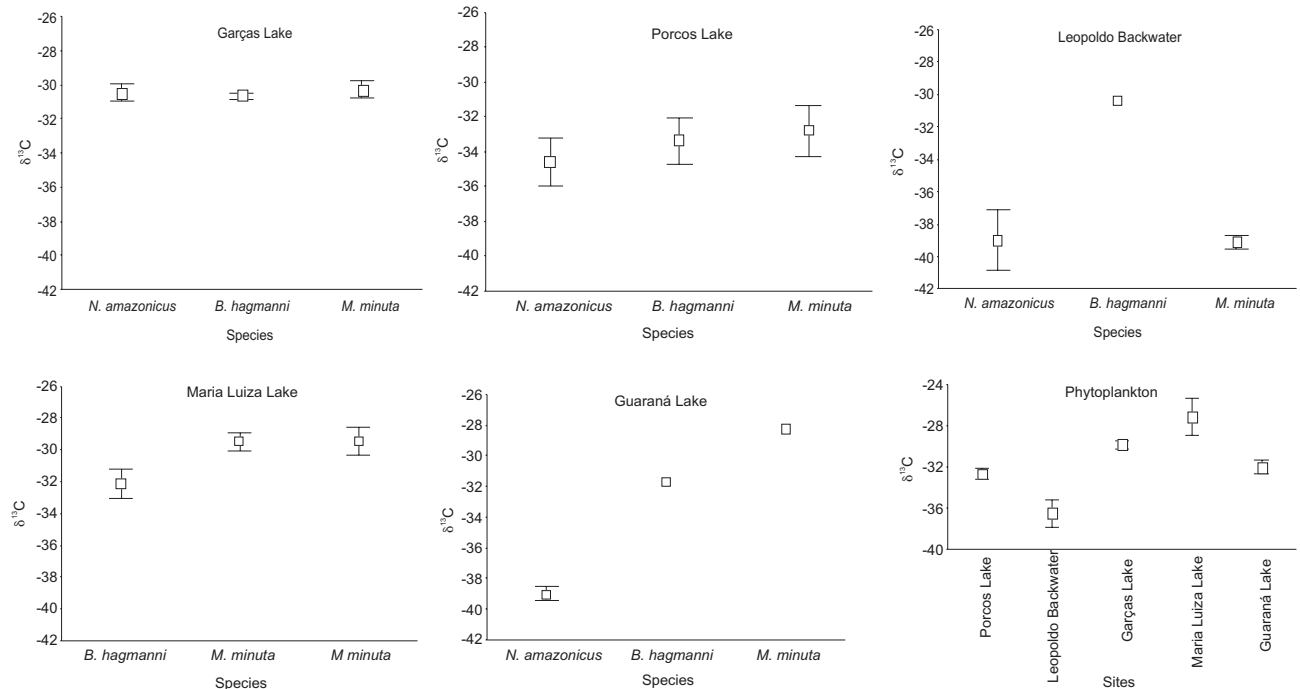 Garças Lake
-26
-28
-30
-32
-34
-36
-38
-40
-42
δ¹³C
N. amazonicus B. hagmanni M. minuta
Species
Porcos Lake
-26
-28
-30
-32
-34
-36
-38
-40
-42
δ¹³C
N. amazonicus B. hagmanni M. minuta
Species
Leopoldo Backwater
-26
-28
-30
-32
-34
-36
-38
-40
-42
δ¹³C
N. amazonicus B. hagmanni M. minuta
Species
Maria Luiza Lake
-26
-28
-30
-32
-34
-36
-38
-40
-42
δ¹³C
B. hagmanni M. minuta M minuta
Species
Guaraná Lake
-26
-28
-30
-32
-34
-36
-38
-40
-42
δ¹³C
N. amazonicus B. hagmanni M. minuta
Species
Phytoplankton
-24
-28
-32
-36
-40
δ¹³C
Porcos Lake
Leopoldo Backwater
Garças Lake
Maria Luiza Lake
Guaraná Lake
Sites